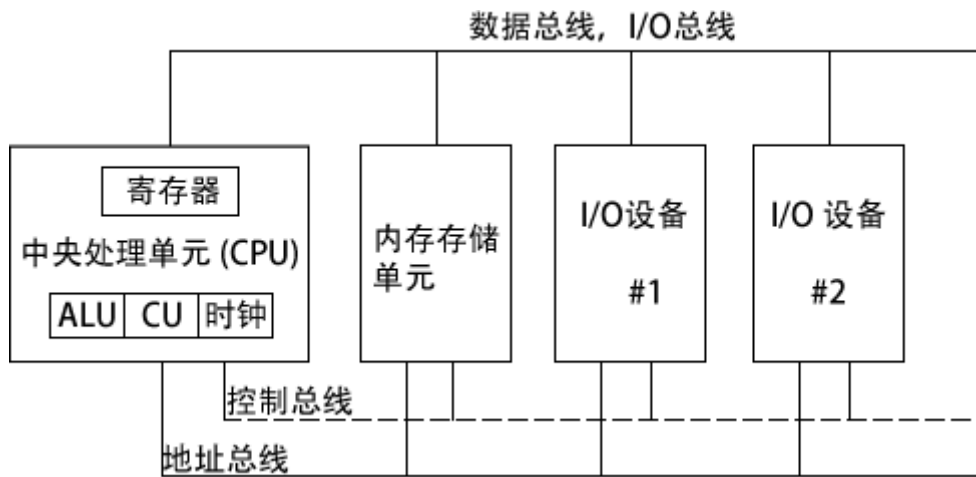 数据总线，I/O总线
寄存器
中央处理单元 (CPU)
ALU CU 时钟
内存存储
单元
I/O设备
#1
I/O 设备
#2
控制总线
地址总线